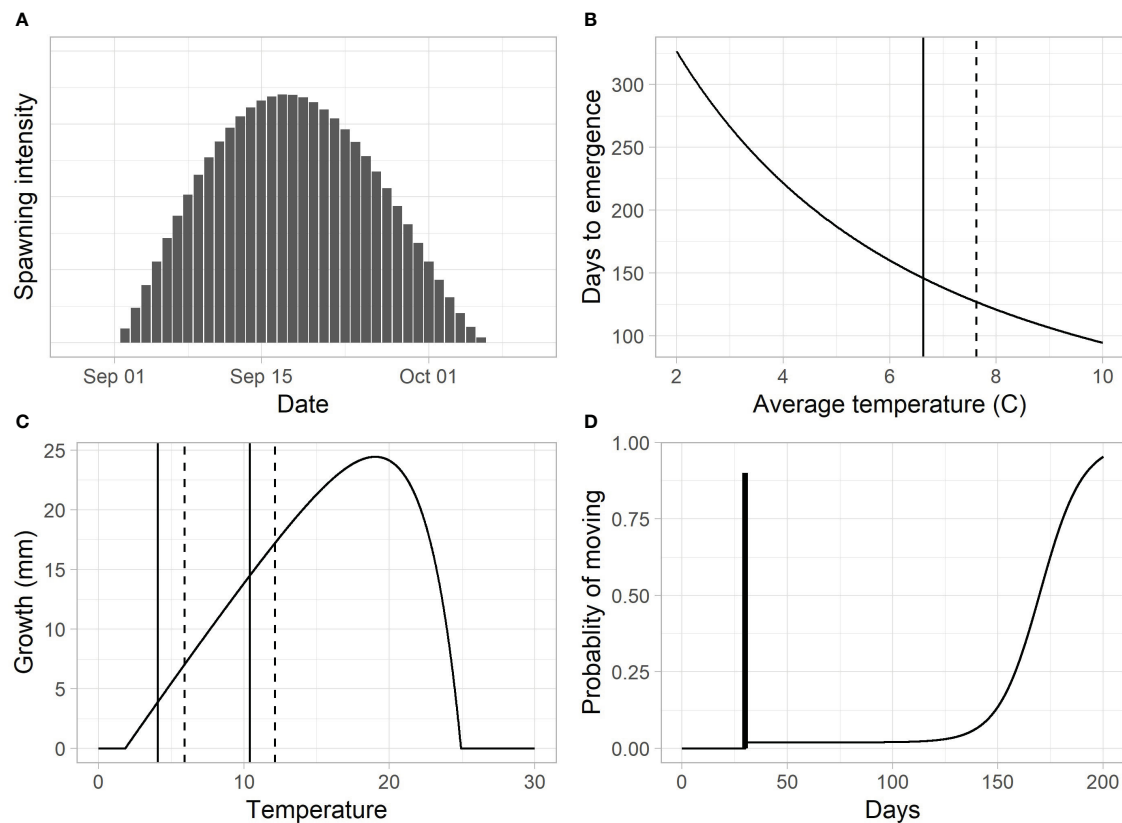 A
Spawning intensity
Sep 01
Sep 15
Oct 01
Date
B
Days to emergence
300
250
200
150
100
2
4
6
8
10
Average temperature (C)
C
Growth (mm)
25
20
15
10
5
0
0
10
20
30
Temperature
D
Probablity of moving
1.00
0.75
0.50
0.25
0.00
0
50
100
150
200
Days